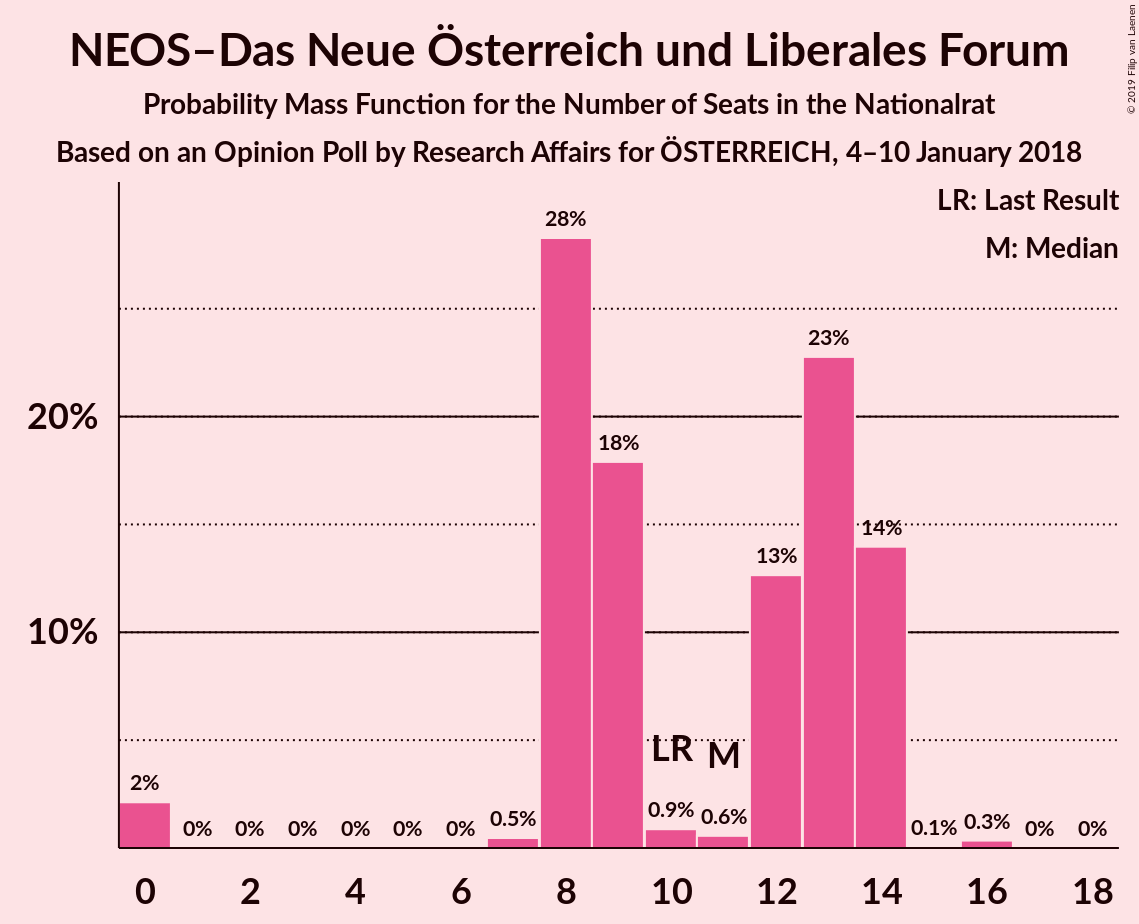 NEOS–Das Neue Österreich und Liberales Forum
Probability Mass Function for the Number of Seats in the Nationalrat
Based on an Opinion Poll by Research Affairs for ÖSTERREICH, 4–10 January 2018
© 2019 Filip van Laenen
LR: Last Result
M: Median
28%
23%
20%
18%
14%
13%
10%
LR M
2%
0% 0% 0% 0% 0% 0% 0.5% 0.9% 0.6% 0.1% 0.3% 0% 0%
0 2 4 6 8 10 12 14 16 18